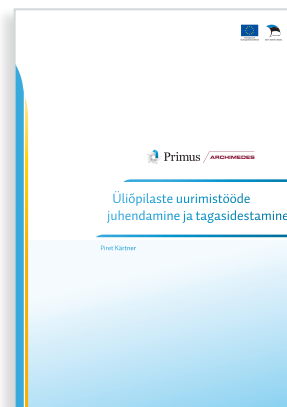 Primus ARCHIMEDES
Üliõpilaste uurimistööde
juhendamine ja tagasidestamine
Piret Kärtner